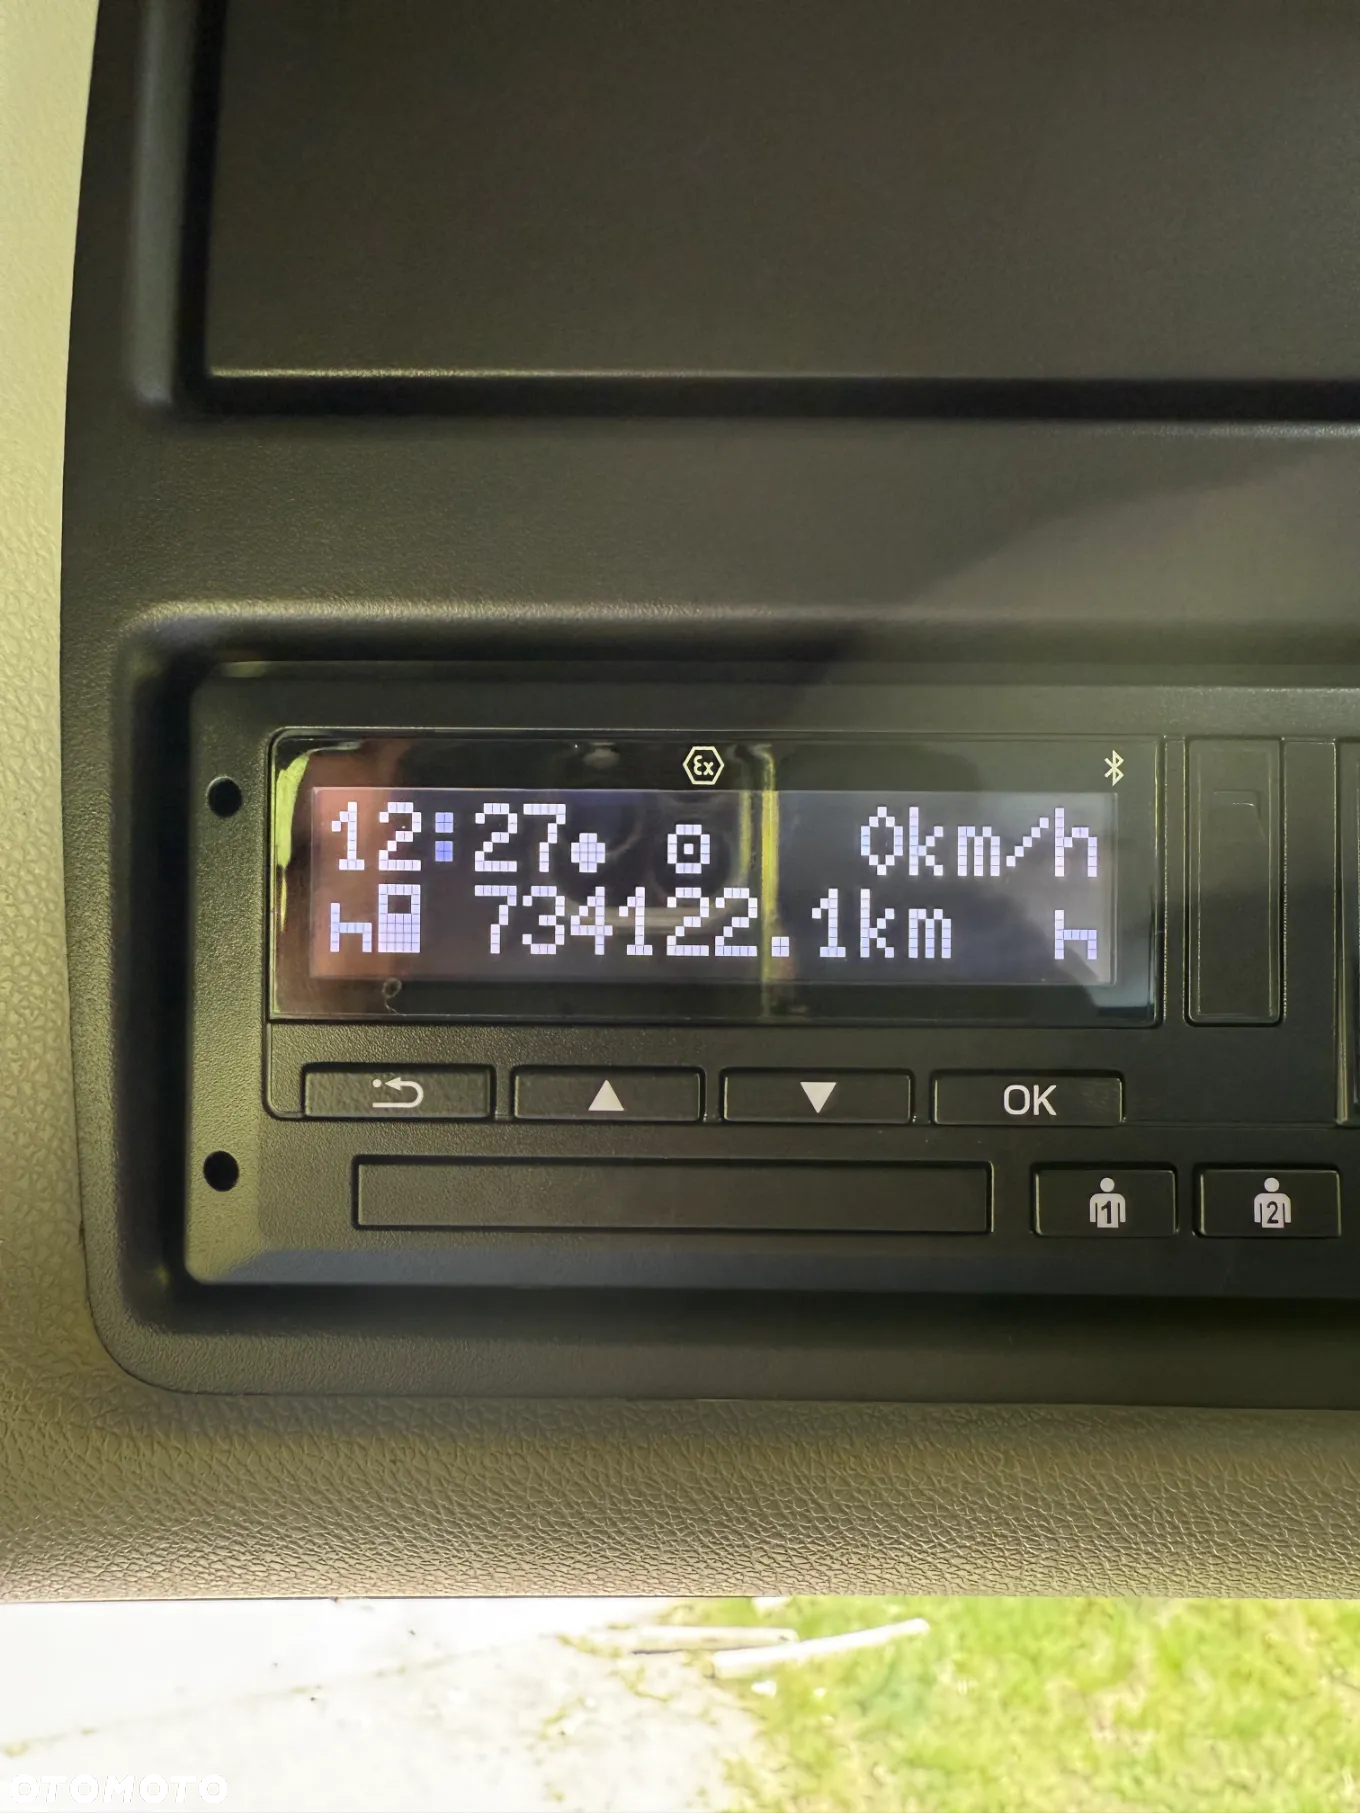 Ex
12:27 0km/h
734122.1km
OK
1 2
OTOMOTO